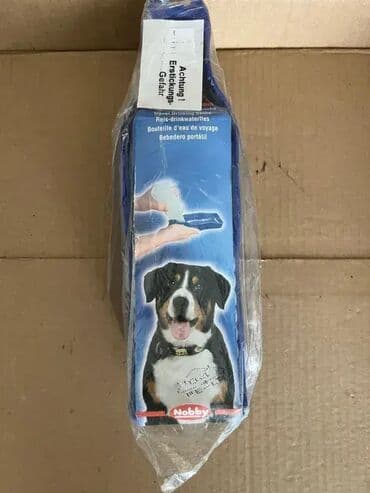 Achtung !
Erstickungs-
Gefahr
Travel Drinking Bottle
Reis-drinkwaterfles
Bouteille d'eau de voyage
Bebedero portátil
Nobby